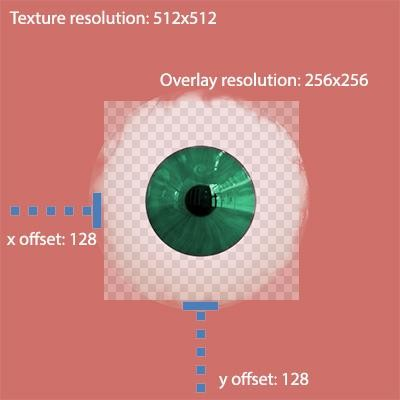 Texture resolution: 512x512
Overlay resolution: 256x256
x offset: 128
y offset: 128